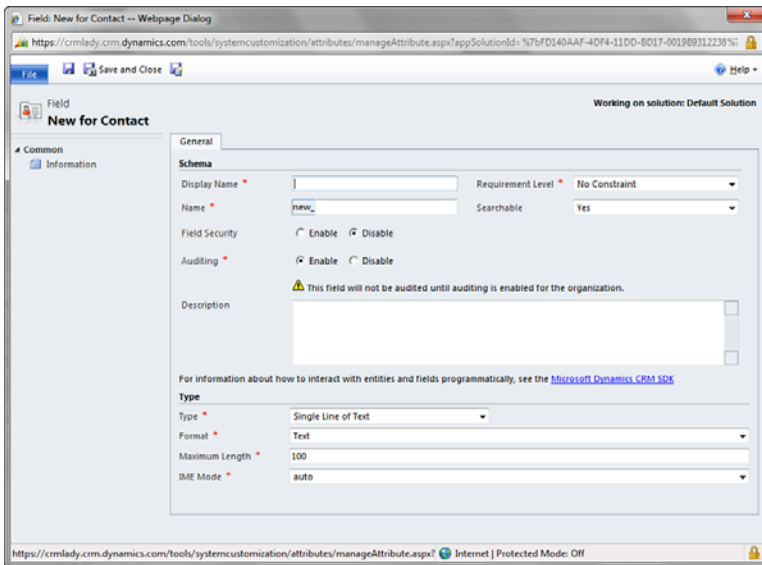 Field: New for Contact -- Webpage Dialog
https://crmlady.crm.dynamics.com/tools/systemcustomization/attributes/manageAttribute.aspx?appSolutionId=%7bFD140AAF-4DF4-11DD-BD17-0019B9312238%7
File Save and Close Help
Field
New for Contact
Working on solution: Default Solution
Common
Information
General
Schema
Display Name * Requirement Level * No Constraint
Name * new_ Searchable Yes
Field Security Enable Disable
Auditing * Enable Disable
This field will not be audited until auditing is enabled for the organization.
Description
For information about how to interact with entities and fields programmatically, see the Microsoft Dynamics CRM SDK
Type
Type * Single Line of Text
Format * Text
Maximum Length * 100
IME Mode * auto
https://crmlady.crm.dynamics.com/tools/systemcustomization/attributes/manageAttribute.aspx? Internet | Protected Mode: Off